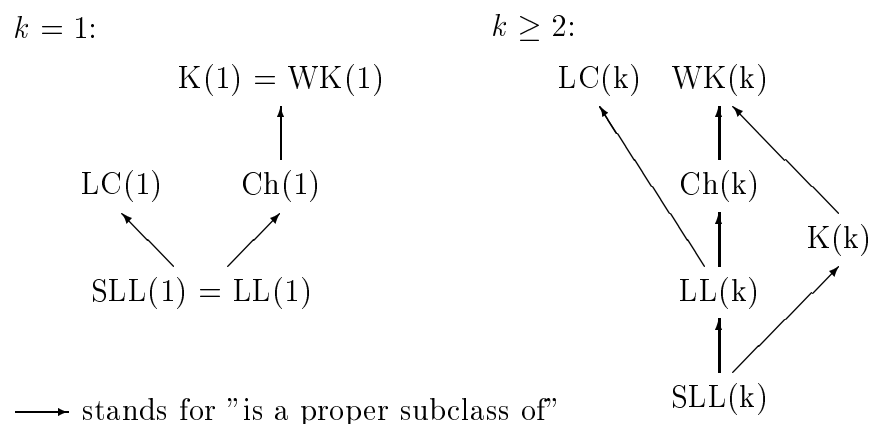 k = 1:
K(1) = WK(1)
LC(1) Ch(1)
SLL(1) = LL(1)
k ≥ 2:
LC(k) WK(k)
Ch(k)
K(k)
LL(k)
SLL(k)
stands for ”is a proper subclass of”